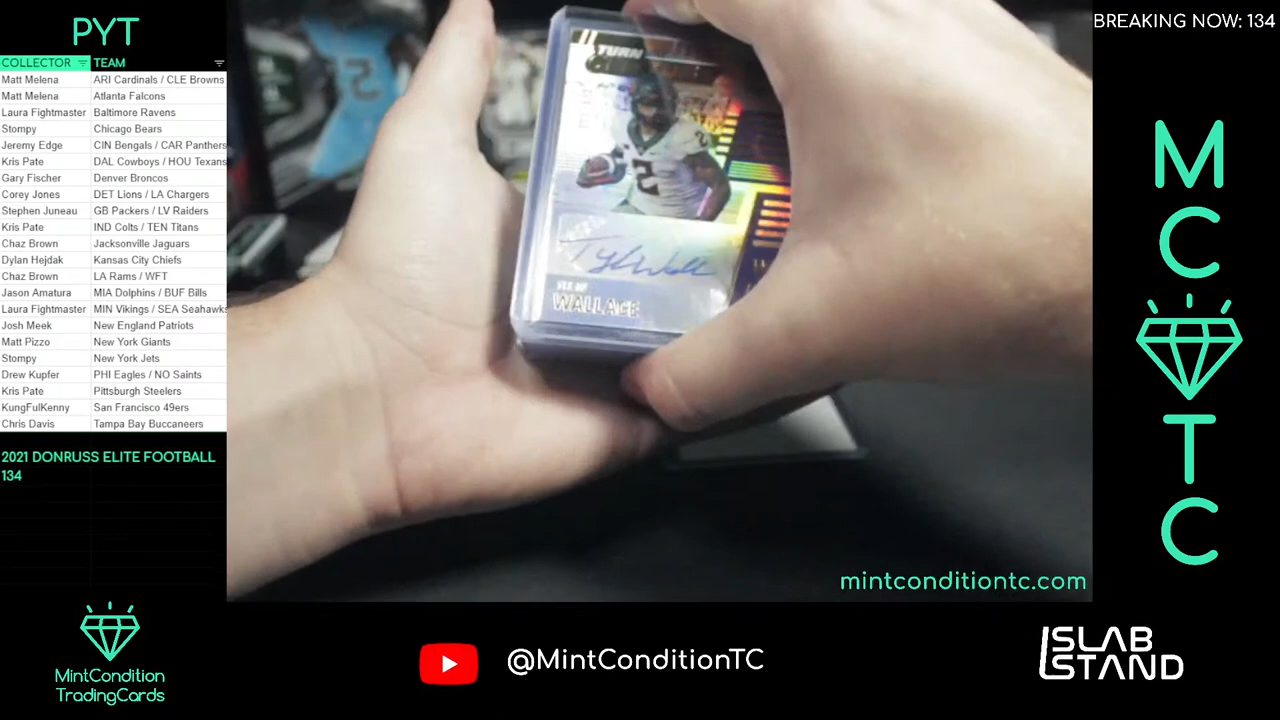 PYT
COLLECTOR TEAM
Matt Melena ARI Cardinals / CLE Browns
Matt Melena Atlanta Falcons
Laura Fightmaster Baltimore Ravens
Stompy Chicago Bears
Jeremy Edge CIN Bengals / CAR Panthers
Kris Pate DAL Cowboys / HOU Texans
Gary Fischer Denver Broncos
Corey Jones DET Lions / LA Chargers
Stephen Juneau GB Packers / LV Raiders
Kris Pate IND Colts / TEN Titans
Chaz Brown Jacksonville Jaguars
Dylan Hejdak Kansas City Chiefs
Chaz Brown LA Rams / WFT
Jason Amatura MIA Dolphins / BUF Bills
Laura Fightmaster MIN Vikings / SEA Seahawks
Josh Meek New England Patriots
Matt Pizzo New York Giants
Stompy New York Jets
Drew Kupfer PHI Eagles / NO Saints
Kris Pate Pittsburgh Steelers
KungFulKenny San Francisco 49ers
Chris Davis Tampa Bay Buccaneers
2021 DONRUSS ELITE FOOTBALL
134
MintCondition
TradingCards
TURN
2
WALLACE
mintconditiontc.com
@MintConditionTC
BREAKING NOW: 134
M
C
T
C
SLAB
STAND